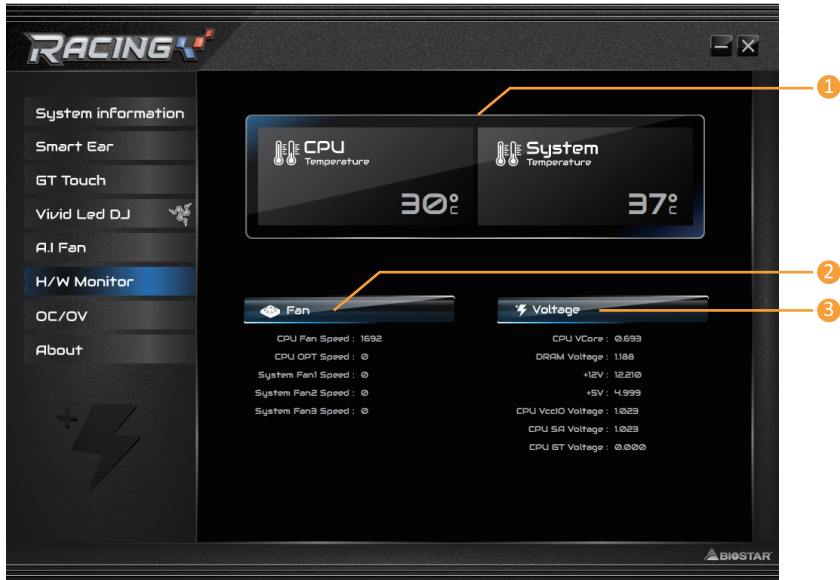 RACING
System information
Smart Ear
GT Touch
Vivid Led DJ
A.I Fan
H/W Monitor
OC/OV
About
CPU
Temperature
30°C
System
Temperature
37°C
1
2
3
Fan
CPU Fan Speed : 1692
CPU OPT Speed : 0
System Fan1 Speed : 0
System Fan2 Speed : 0
System Fan3 Speed : 0
Voltage
CPU VCore : 0.693
DRAM Voltage : 1.188
+12V : 12.210
+5V : 4.999
CPU VccIO Voltage : 1.023
CPU SA Voltage : 1.023
CPU GT Voltage : 0.000
BIOSTAR